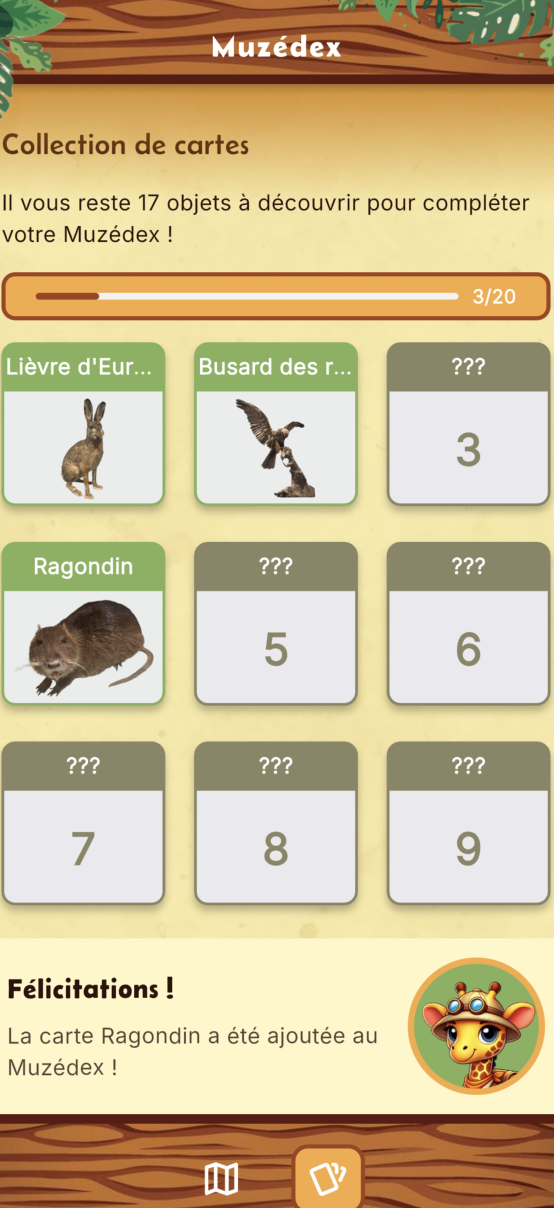 Muzédex
Collection de cartes
Il vous reste 17 objets à découvrir pour compléter
votre Muzédex !
3/20
Lièvre d'Eur...
Busard des r...
???
3
Ragondin
???
5
???
6
???
7
???
8
???
9
Félicitations !
La carte Ragondin a été ajoutée au
Muzédex !